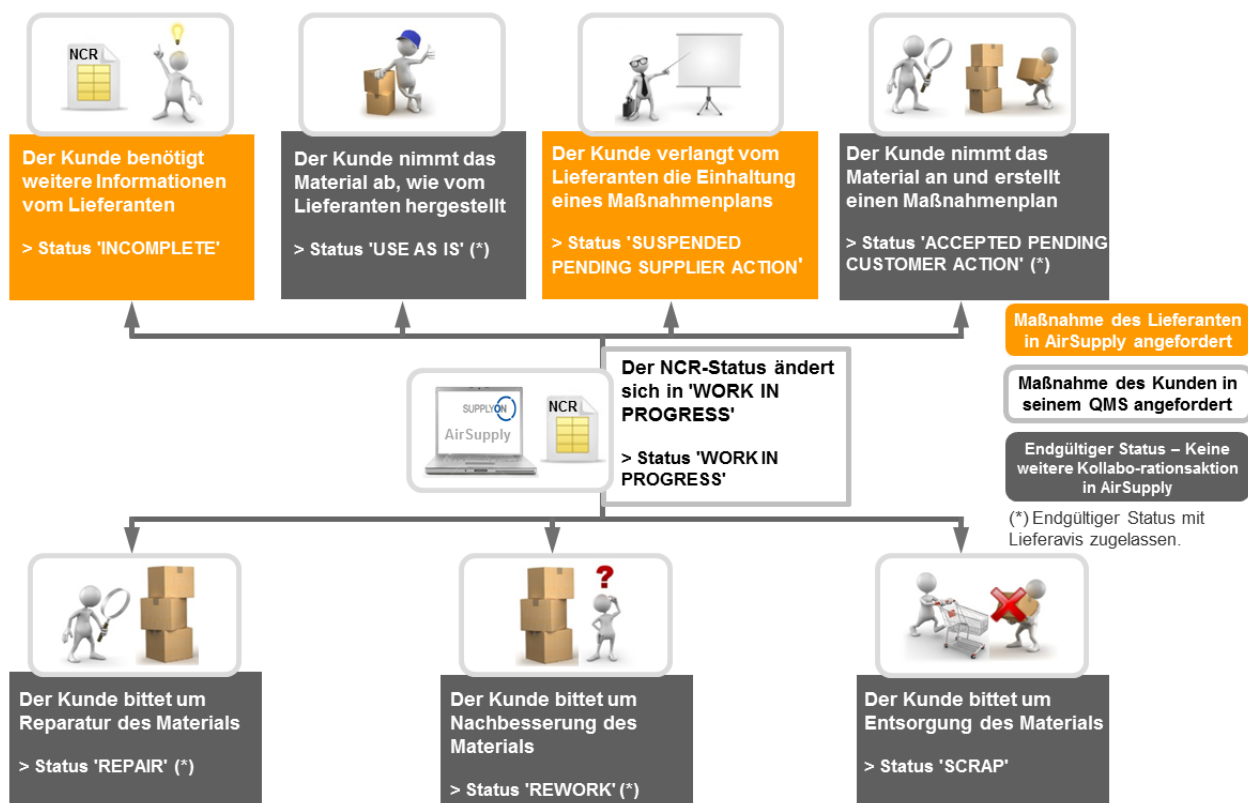 NCR
Der Kunde benötigt
weitere Informationen
vom Lieferanten
> Status 'INCOMPLETE'
Der Kunde nimmt das
Material ab, wie vom
Lieferanten hergestellt
> Status 'USE AS IS' (*)
Der Kunde verlangt vom
Lieferanten die Einhaltung
eines Maßnahmenplans
> Status 'SUSPENDED
PENDING SUPPLIER ACTION'
Der Kunde nimmt das
Material an und erstellt
einen Maßnahmenplan
> Status 'ACCEPTED PENDING
CUSTOMER ACTION' (*)
SUPPLYON
AirSupply
NCR
Der NCR-Status ändert
sich in 'WORK IN
PROGRESS'
> Status 'WORK IN
PROGRESS'
Maßnahme des Lieferanten
in AirSupply angefordert
Maßnahme des Kunden in
seinem QMS angefordert
Endgültiger Status – Keine
weitere Kollabo-rationsaktion
in AirSupply
(*) Endgültiger Status mit
Lieferavis zugelassen.
?
Der Kunde bittet um
Reparatur des Materials
> Status 'REPAIR' (*)
Der Kunde bittet um
Nachbesserung des
Materials
> Status 'REWORK' (*)
Der Kunde bittet um
Entsorgung des Materials
> Status 'SCRAP'